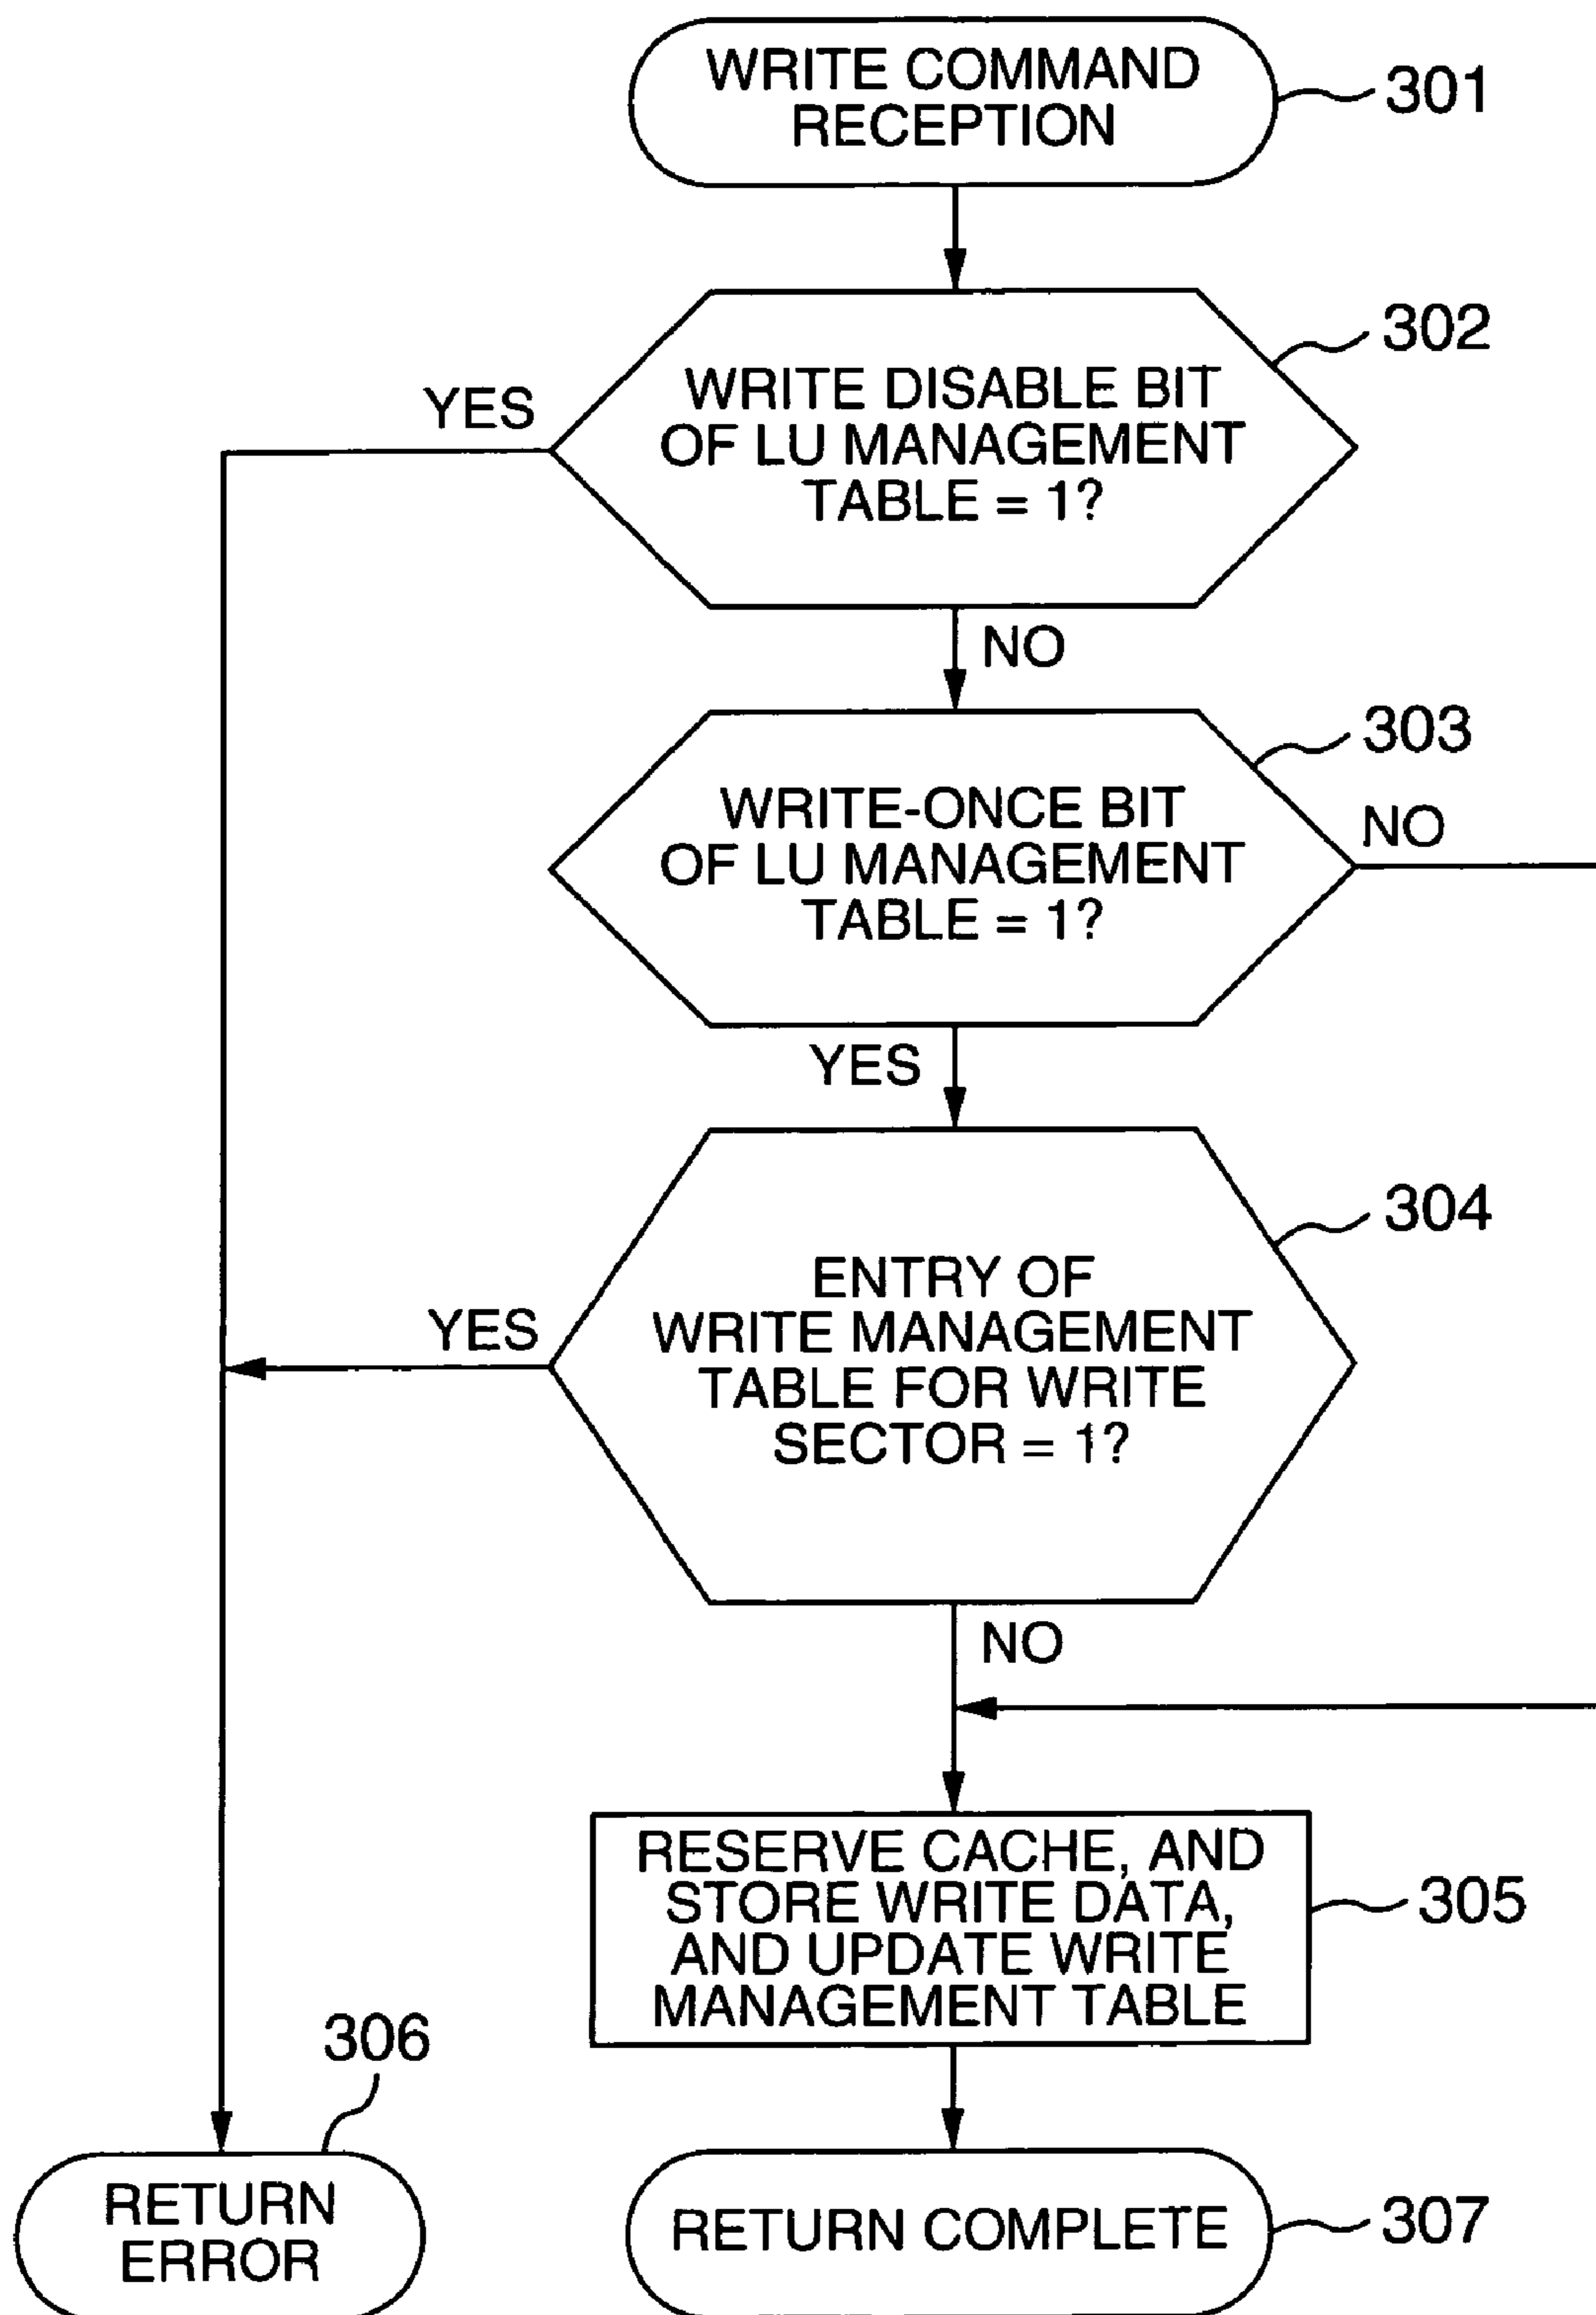 WRITE COMMAND
RECEPTION
301
302
YES
WRITE DISABLE BIT
OF LU MANAGEMENT
TABLE = 1?
NO
303
WRITE-ONCE BIT
OF LU MANAGEMENT
TABLE = 1?
NO
YES
304
ENTRY OF
WRITE MANAGEMENT
TABLE FOR WRITE
SECTOR = 1?
YES
NO
RESERVE CACHE, AND
STORE WRITE DATA,
AND UPDATE WRITE
MANAGEMENT TABLE
305
306
RETURN
ERROR
RETURN COMPLETE
307